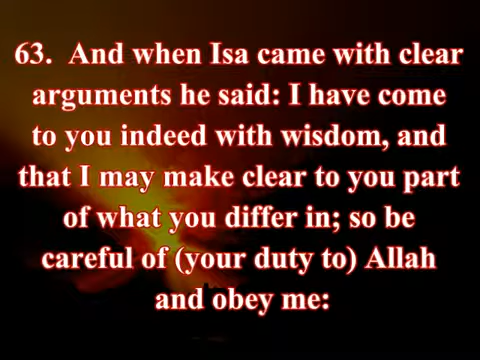 63.  And when Isa came with clear
arguments he said: I have come
to you indeed with wisdom, and
that I may make clear to you part
of what you differ in; so be
careful of (your duty to) Allah
and obey me: